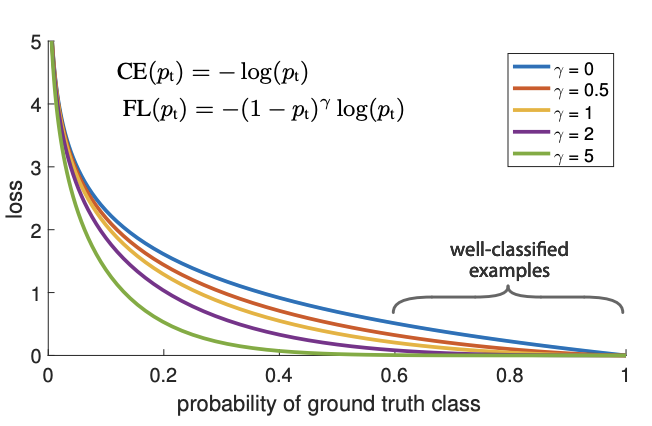 CE(pt) = − log(pt)
FL(pt) = −(1 − pt)γ log(pt)
γ = 0
γ = 0.5
γ = 1
γ = 2
γ = 5
well-classified
examples
5
4
3
2
1
0
loss
0 0.2 0.4 0.6 0.8 1
probability of ground truth class